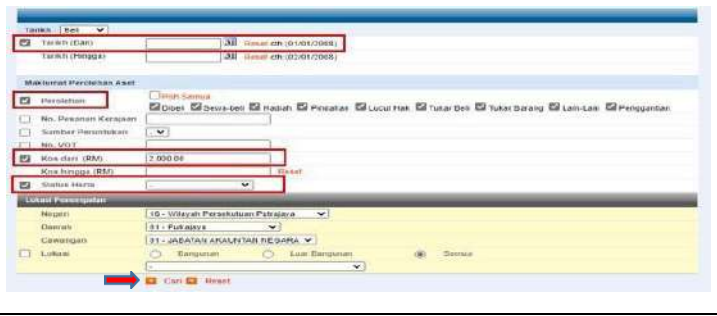 Tarikh : Beli
Tarikh (Dari) Reset cth (01/01/2008)
Tarikh (Hingga) Reset cth (02/01/2008)
Maklumat Perolehan Aset
Pilih Semua
Perolehan Dibeli Sewa-beli Hadiah Pindahan Lucut Hak Tukar Beli Tukar Barang Lain-Lain Penggantian
No. Pesanan Kerajaan
Sumber Peruntukan -
No. VOT
Kos dari (RM) 2,000.00
Kos hingga (RM) Reset
Status Harta -
Lokasi Penempatan
Negeri 16 - Wilayah Persekutuan Putrajaya
Daerah 01 - Putrajaya
Cawangan 01 - JABATAN AKAUNTAN NEGARA
Lokasi Bangunan Luar Bangunan Semua
-
Cari Reset